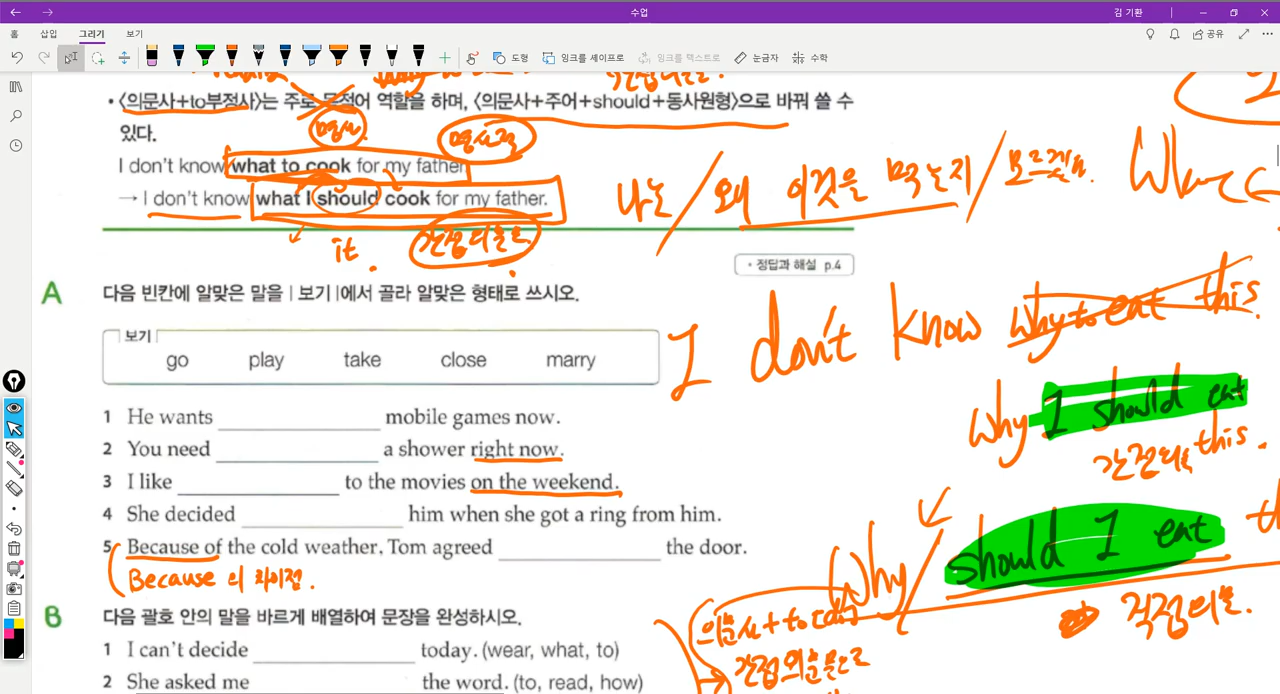 수업
김 기환
홈 삽입 그리기 보기
공유
도형 잉크를 셰이프로 잉크를 텍스트로 눈금자 수학
• <의문사+to부정사>는 주로 목적어 역할을 하며, <의문사+주어+should+동사원형>으로 바꿔 쓸 수
있다.
명사
명사절
I don't know what to cook for my father.
→ I don't know what I should cook for my father.
it
간접의문문
나는 / 왜 이것을 먹는지 / 모르겠다.
• 정답과 해설 p.4
A 다음 빈칸에 알맞은 말을 | 보기 |에서 골라 알맞은 형태로 쓰시오.
보기
go play take close marry
I don't know why to eat this.
why I should eat
this.
1 He wants mobile games now.
2 You need a shower right now.
3 I like to the movies on the weekend.
4 She decided him when she got a ring from him.
5 Because of the cold weather, Tom agreed the door.
Because 의 차이점.
Why / should I eat
직접의문.
의문사+to
간접의문문으로
B 다음 괄호 안의 말을 바르게 배열하여 문장을 완성하시오.
1 I can't decide today. (wear, what, to)
2 She asked me the word. (to, read, how)